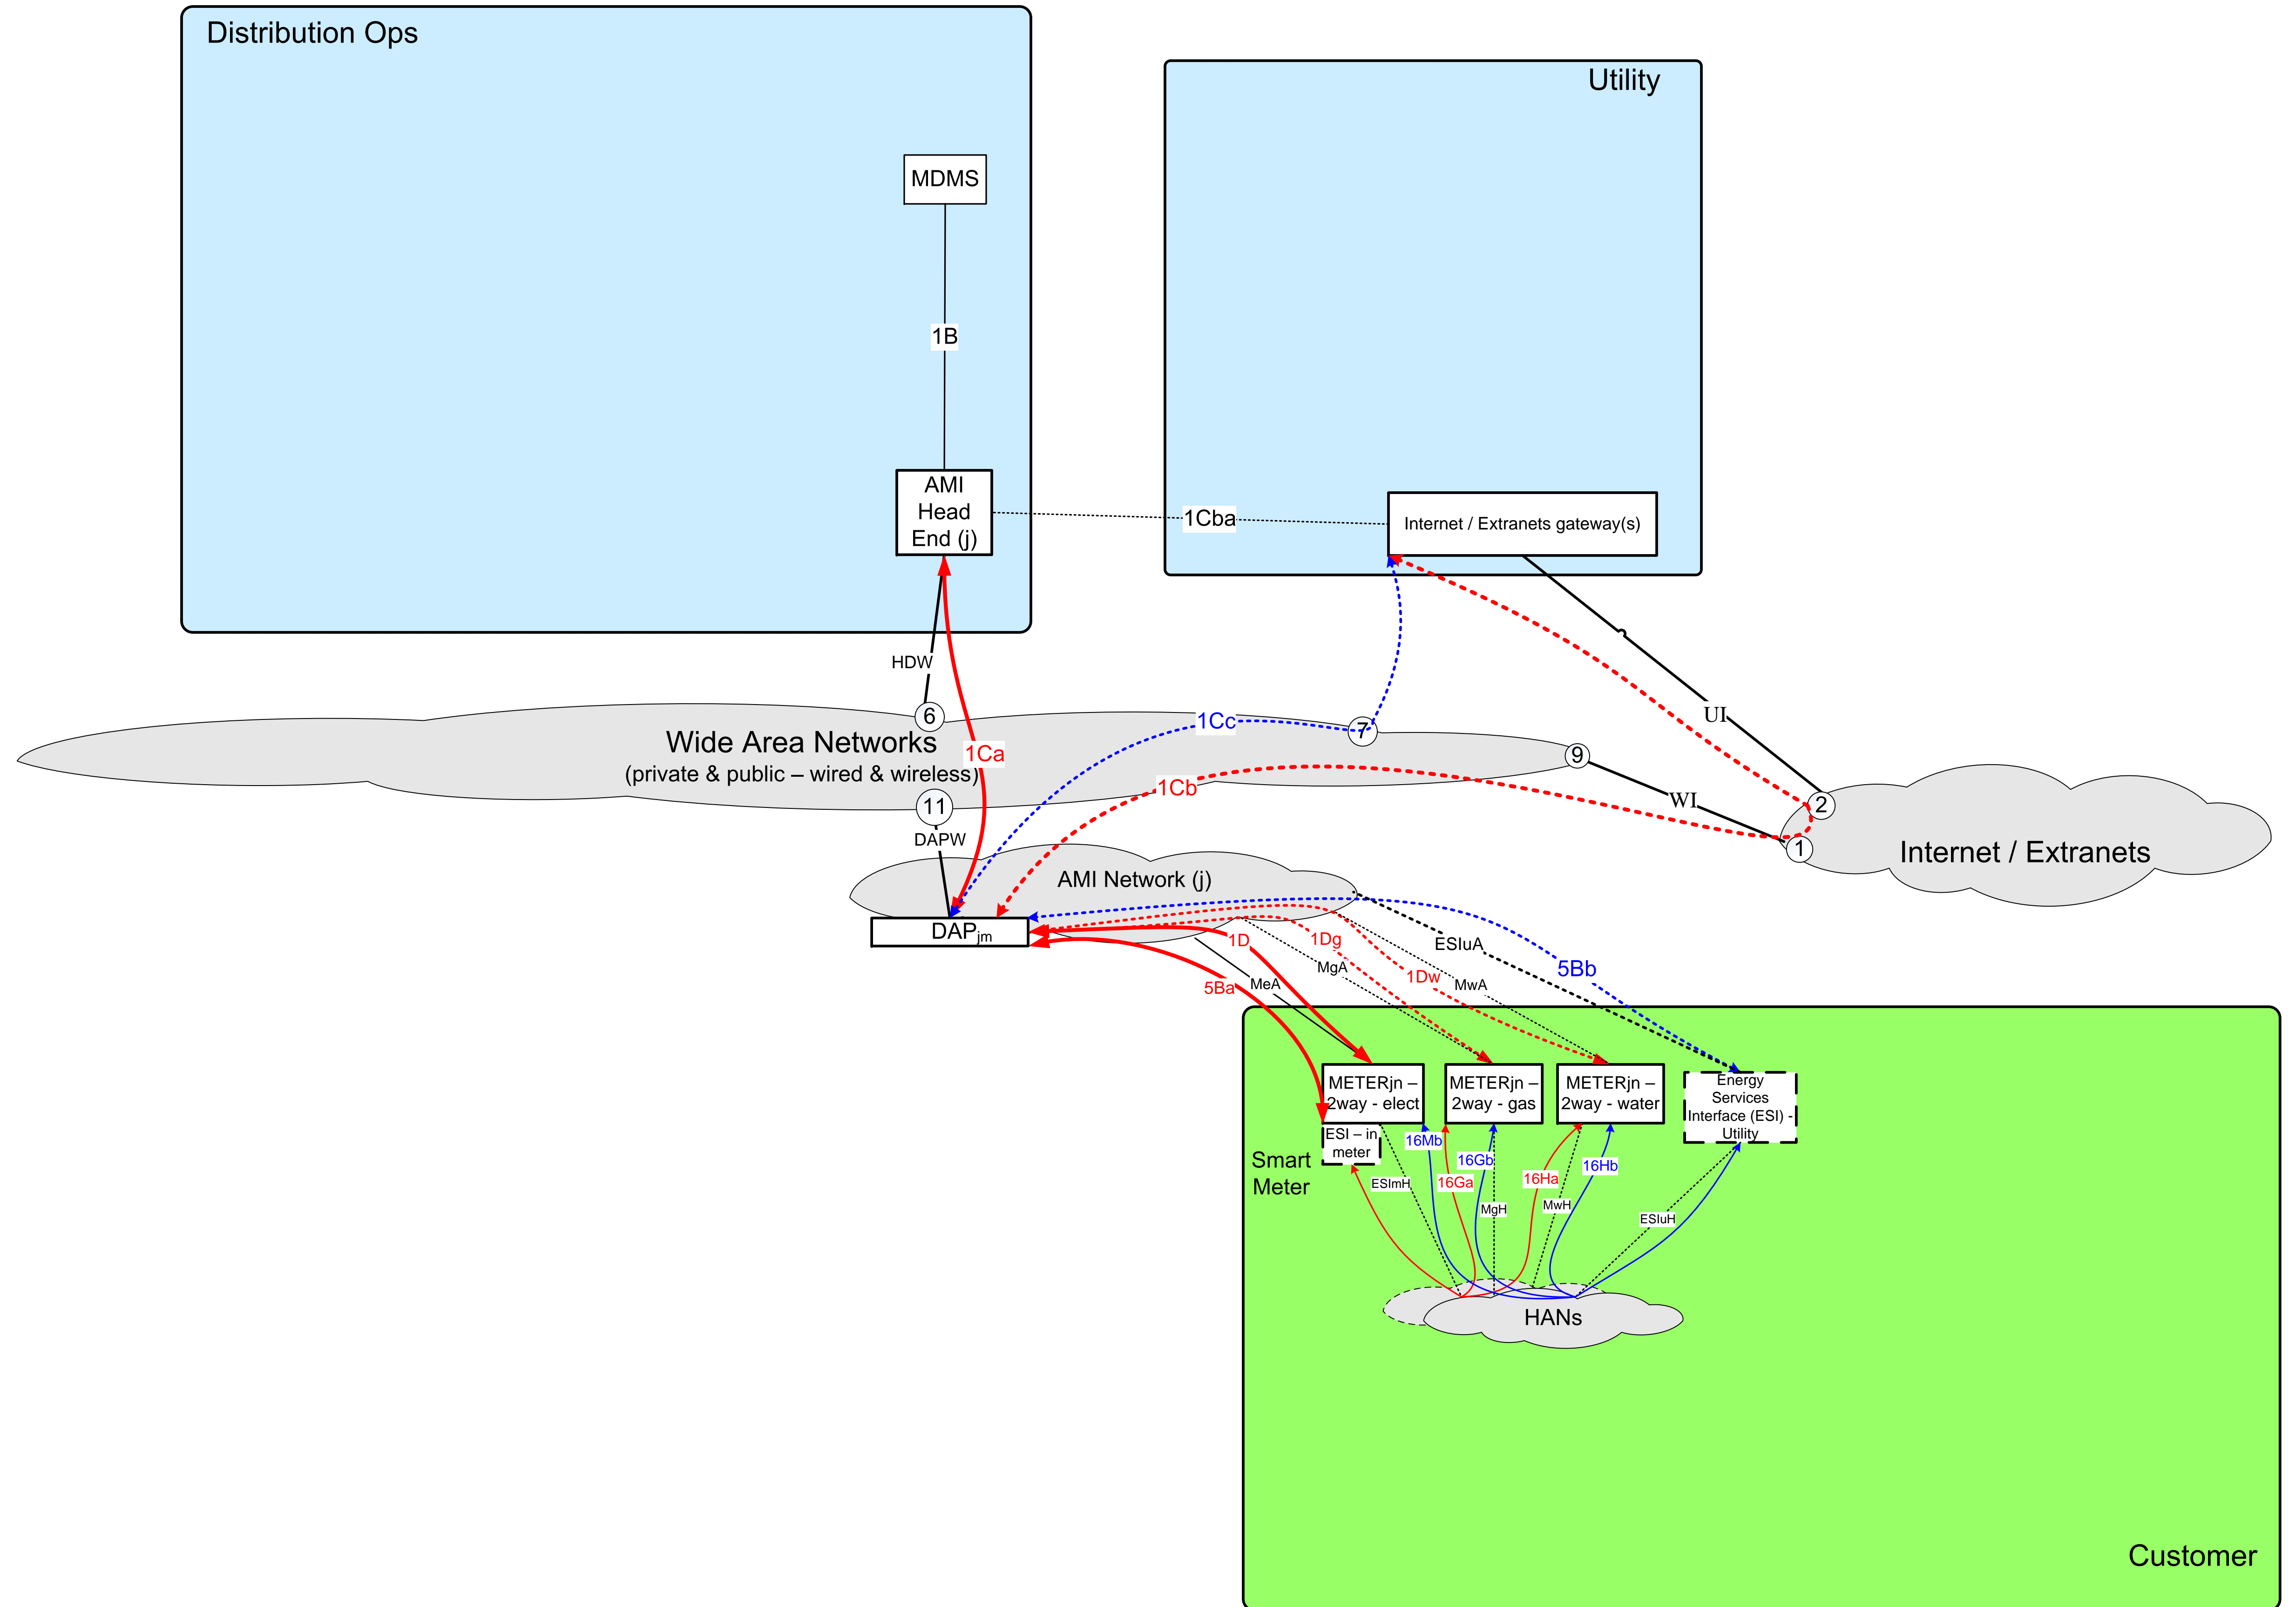 Distribution Ops
Utility
MDMS
1B
AMI
Head
End (j)
1Cba
Internet / Extranets gateway(s)
HDW
6
Wide Area Networks
(private & public – wired & wireless)
1Ca
1Cc
7
9
UI
1Cb
WI
2
1
Internet / Extranets
11
DAPW
AMI Network (j)
DAPjm
1D
1Dg
MgA
1Dw
MwA
ESIuA
5Bb
5Ba
MeA
METERjn –
2way - elect
METERjn –
2way - gas
METERjn –
2way - water
Energy
Services
Interface (ESI) -
Utility
ESI – in
meter
Smart
Meter
16Mb
16Gb
16Ga
16Ha
16Hb
ESImH
MgH
MwH
ESIuH
HANs
Customer